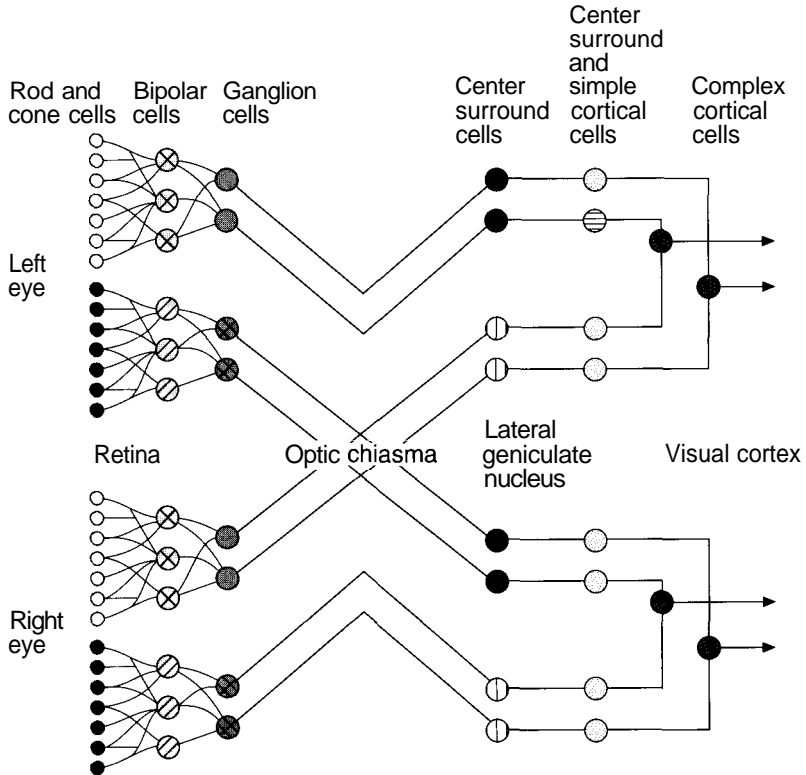 Rod and
cone cells
Bipolar
cells
Ganglion
cells
Center
surround
cells
Center
surround
and
simple
cortical
cells
Complex
cortical
cells
Left
eye
Retina
Optic chiasma
Lateral
geniculate
nucleus
Visual cortex
Right
eye